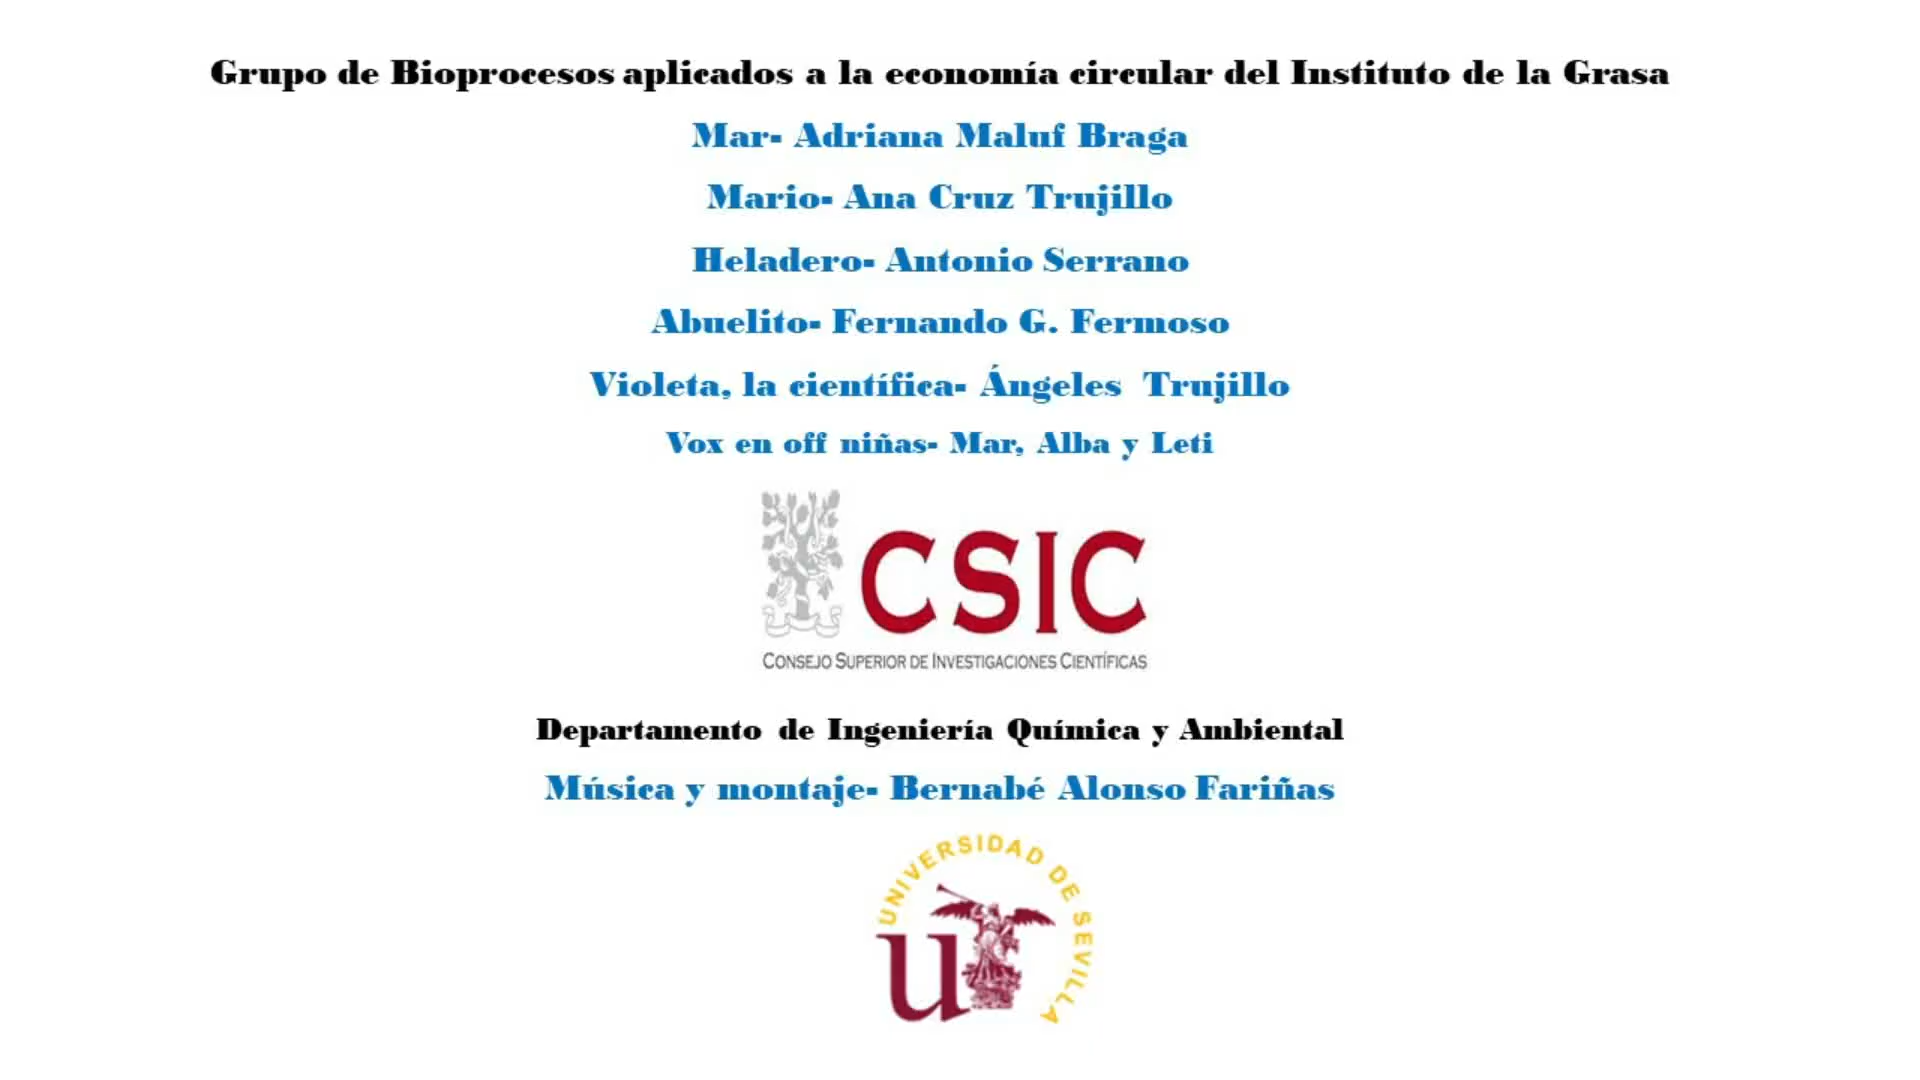 Grupo de Bioprocesos aplicados a la economía circular del Instituto de la Grasa
Mar- Adriana Maluf Braga
Mario- Ana Cruz Trujillo
Heladero- Antonio Serrano
Abuelito- Fernando G. Fermoso
Violeta, la científica- Ángeles Trujillo
Vox en off niñas- Mar, Alba y Leti
CSIC
CONSEJO SUPERIOR DE INVESTIGACIONES CIENTÍFICAS
Departamento de Ingeniería Química y Ambiental
Música y montaje- Bernabé Alonso Fariñas
UNIVERSIDAD DE SEVILLA
u